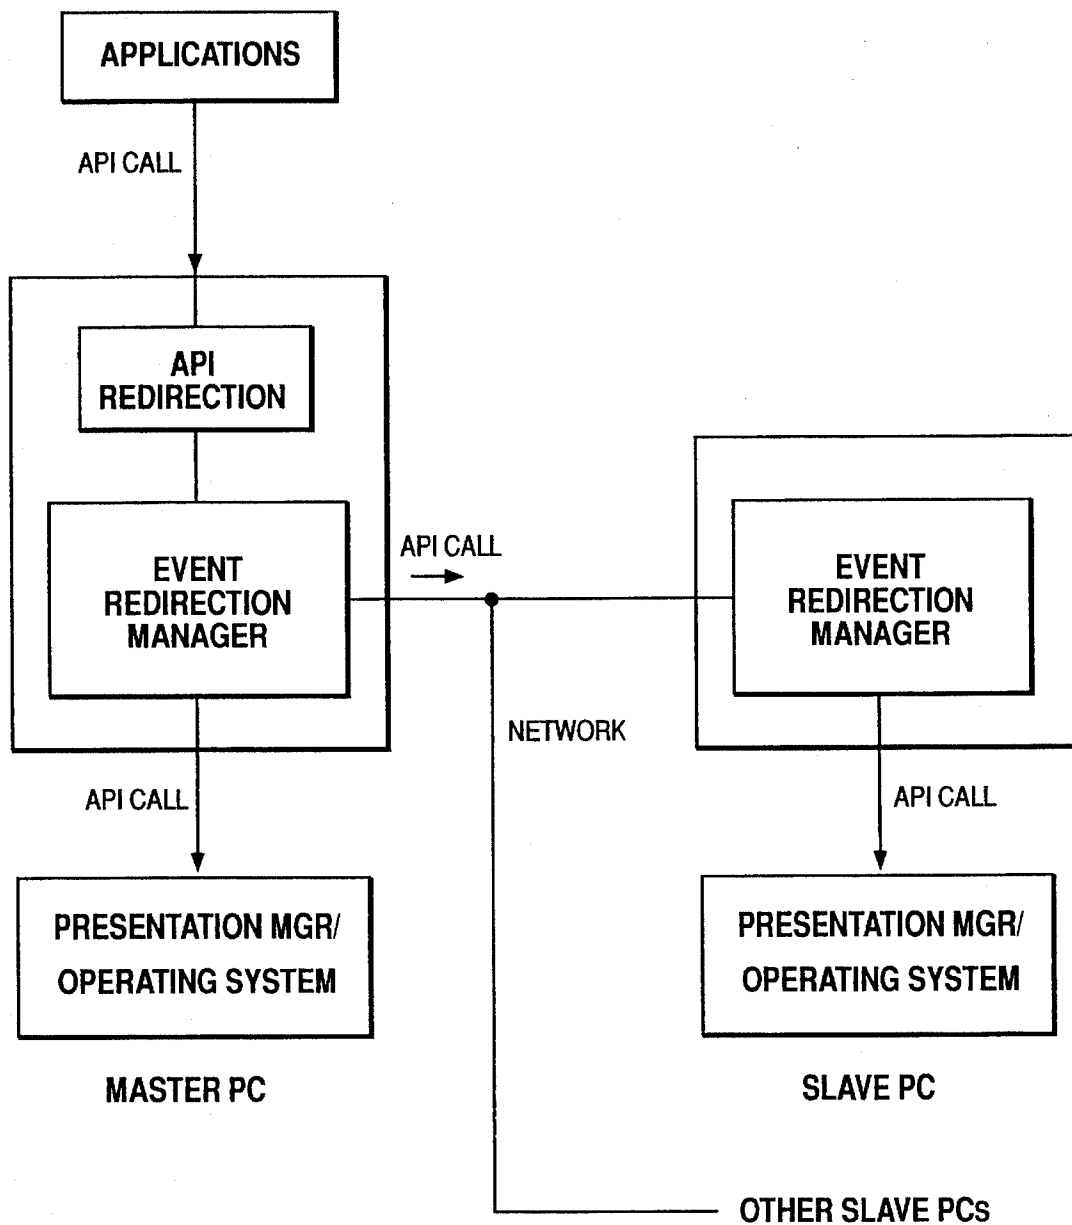 APPLICATIONS
API CALL
API
REDIRECTION
EVENT
REDIRECTION
MANAGER
API CALL
EVENT
REDIRECTION
MANAGER
NETWORK
API CALL
API CALL
PRESENTATION MGR/
OPERATING SYSTEM
PRESENTATION MGR/
OPERATING SYSTEM
MASTER PC
SLAVE PC
OTHER SLAVE PCs